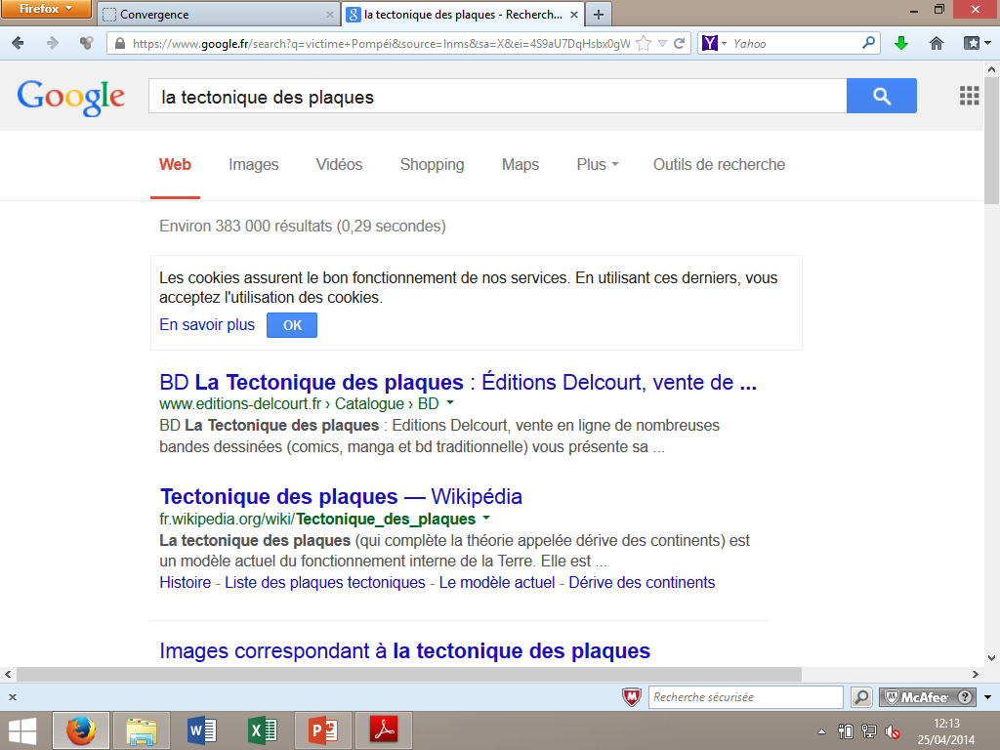 Firefox
Convergence
la tectonique des plaques - Recherch...
https://www.google.fr/search?q=victime+Pompéi&source=lnms&sa=X&ei=4S9aU7DqHsbx0gW
Yahoo
Google
la tectonique des plaques
Web Images Vidéos Shopping Maps Plus Outils de recherche
Environ 383 000 résultats (0,29 secondes)
Les cookies assurent le bon fonctionnement de nos services. En utilisant ces derniers, vous
acceptez l'utilisation des cookies.
En savoir plus OK
BD La Tectonique des plaques : Éditions Delcourt, vente de ...
www.editions-delcourt.fr › Catalogue › BD
BD La Tectonique des plaques : Editions Delcourt, vente en ligne de nombreuses
bandes dessinées (comics, manga et bd traditionnelle) vous présente sa ...
Tectonique des plaques — Wikipédia
fr.wikipedia.org/wiki/Tectonique_des_plaques
La tectonique des plaques (qui complète la théorie appelée dérive des continents) est
un modèle actuel du fonctionnement interne de la Terre. Elle est ...
Histoire - Liste des plaques tectoniques - Le modèle actuel - Dérive des continents
Images correspondant à la tectonique des plaques
Recherche sécurisée
McAfee
12:13
25/04/2014